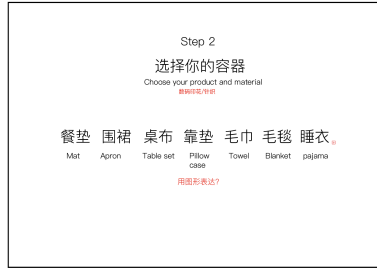 Step 2
选择你的容器
Choose your product and material
数码印花/针织
餐垫 围裙 桌布 靠垫 毛巾 毛毯 睡衣
Mat Apron Table set Pillow case Towel Blanket pajama
用图形表达?